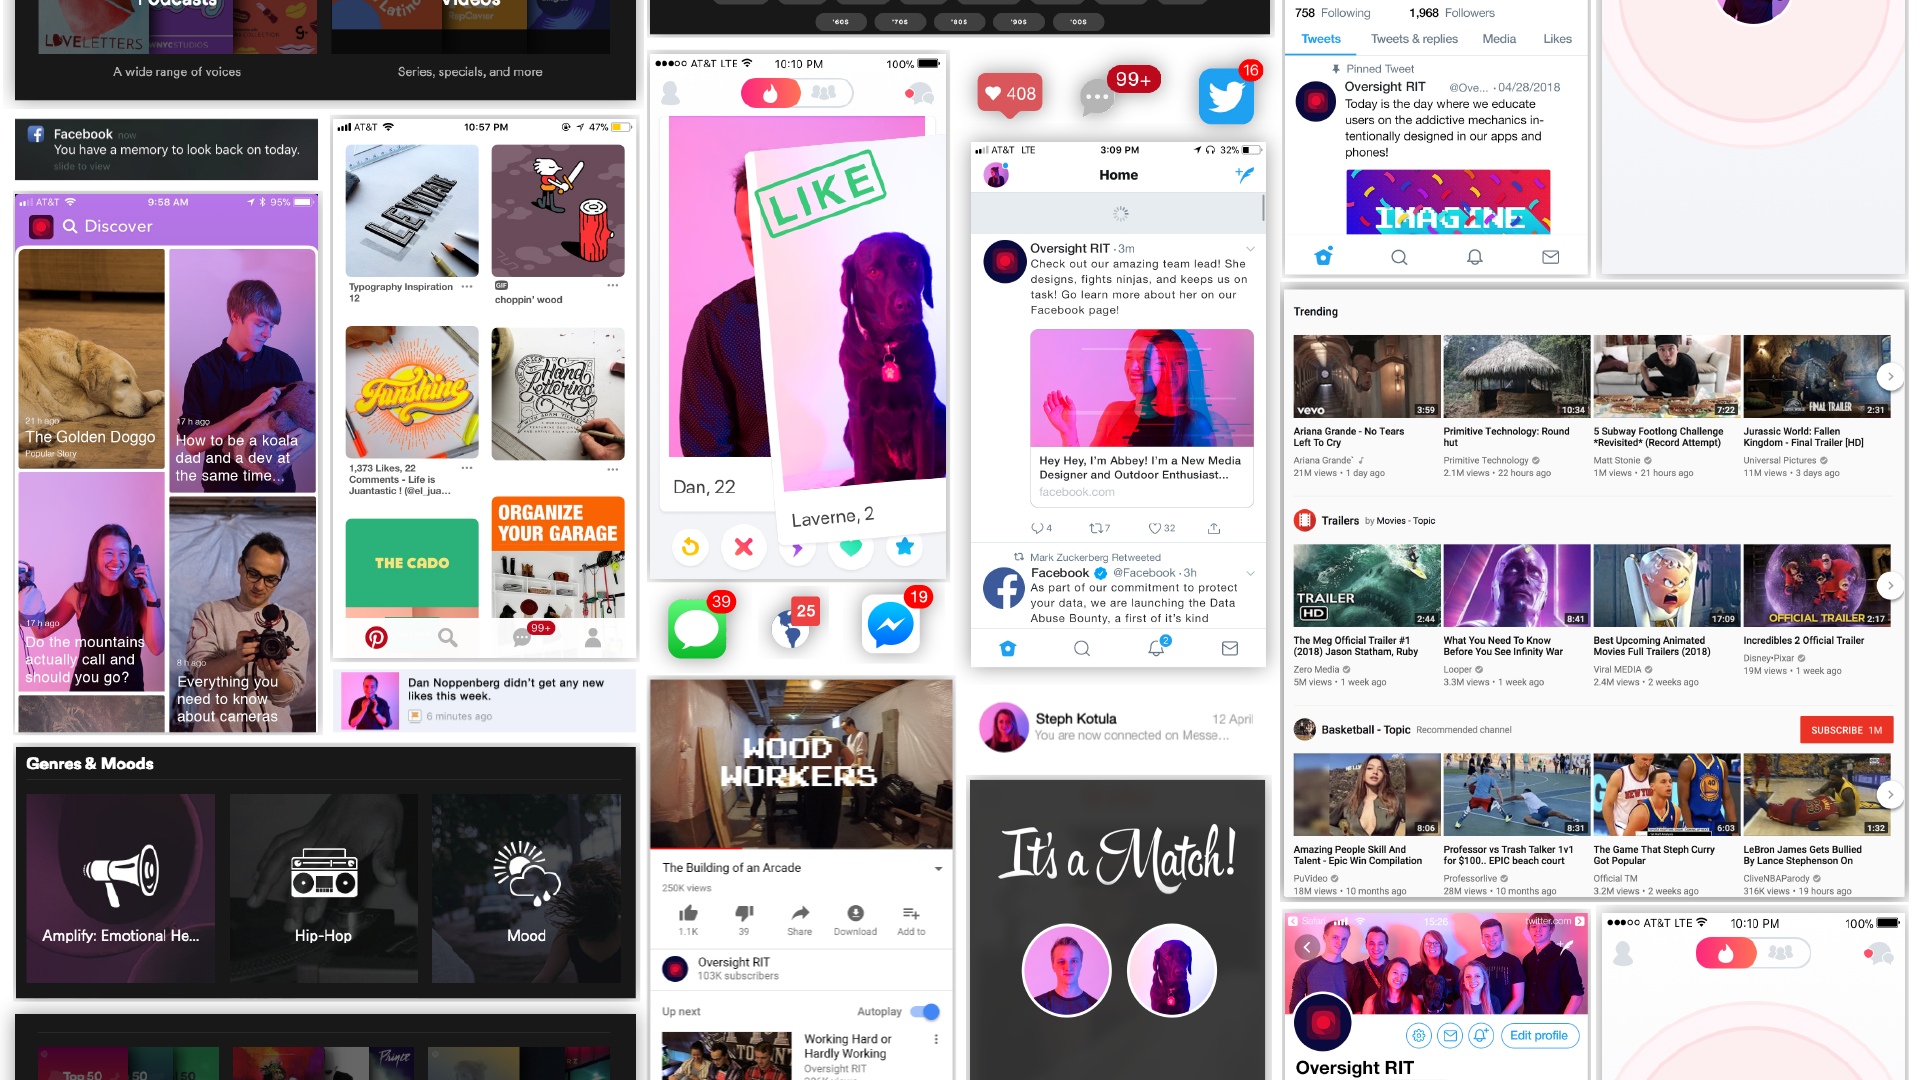 Podcasts
Videos
LOVE LETTERS
WNYC STUDIOS
A wide range of voices
Series, specials, and more
Facebook now
You have a memory to look back on today.
slide to view
AT&T
9:58 AM
95%
Discover
21 h ago
The Golden Doggo
Popular Story
17 h ago
How to be a koala
dad and a dev at
the same time...
17 h ago
Do the mountains
actually call and
should you go?
8 h ago
Everything you
need to know
about cameras
Genres & Moods
Amplify: Emotional He...
Hip-Hop
Mood
Top 50
50
50
Prince
AT&T
10:57 PM
47%
Typography Inspiration
12
GIF
choppin' wood
Funshine
Hand
Lettering
1,373 Likes, 22
Comments - Life is
Juantastic ! (@el_jua...
ORGANIZE
YOUR GARAGE
THE CADO
99+
Dan Noppenberg didn't get any new
likes this week.
6 minutes ago
'60S
'70S
'80S
'90S
'00S
AT&T LTE
10:10 PM
100%
LIKE
Dan, 22
Laverne, 2
39
25
19
WOOD
WORKERS
The Building of an Arcade
250K views
1.1K
39
Share
Download
Add to
Oversight RIT
103K subscribers
Up next
Autoplay
Working Hard or
Hardly Working
Oversight RIT
408
99+
16
AT&T LTE
3:09 PM
32%
Home
Oversight RIT · 3m
Check out our amazing team lead! She
designs, fights ninjas, and keeps us on
task! Go learn more about her on our
Facebook page!
Hey Hey, I'm Abbey! I'm a New Media
Designer and Outdoor Enthusiast...
facebook.com
4
7
32
Mark Zuckerberg Retweeted
Facebook @Facebook · 3h
As part of our commitment to protect
your data, we are launching the Data
Abuse Bounty, a first of it's kind
2
Steph Kotula
12 April
You are now connected on Messe...
It's a Match!
758 Following
1,968 Followers
Tweets
Tweets & replies
Media
Likes
Pinned Tweet
Oversight RIT @Ove... · 04/28/2018
Today is the day where we educate
users on the addictive mechanics in-
tentionally designed in our apps and
phones!
IMAGINE
Trending
vevo
3:59
10:34
7:22
FINAL TRAILER
2:31
Ariana Grande - No Tears
Left To Cry
Ariana Grande
21M views • 1 day ago
Primitive Technology: Round
hut
Primitive Technology
2.1M views • 22 hours ago
5 Subway Footlong Challenge
*Revisited* (Record Attempt)
Matt Stonie
1M views • 21 hours ago
Jurassic World: Fallen
Kingdom - Final Trailer [HD]
Universal Pictures
11M views • 3 days ago
Trailers by Movies - Topic
TRAILER
HD
2:44
8:41
17:09
OFFICIAL TRAILER
2:17
The Meg Official Trailer #1
(2018) Jason Statham, Ruby
Zero Media
5M views • 1 week ago
What You Need To Know
Before You See Infinity War
Looper
3.3M views • 1 week ago
Best Upcoming Animated
Movies Full Trailers (2018)
Viral MEDIA
2.4M views • 2 weeks ago
Incredibles 2 Official Trailer
Disney•Pixar
19M views • 1 week ago
Basketball - Topic Recommended channel
SUBSCRIBE 1M
8:06
8:31
NEW YORK
40
6:03
1:32
Amazing People Skill And
Talent - Epic Win Compilation
PuVideo
18M views • 10 months ago
Professor vs Trash Talker 1v1
for $100.. EPIC beach court
Professorlive
28M views • 10 months ago
The Game That Steph Curry
Got Popular
Official TM
3.2M views • 2 weeks ago
LeBron James Gets Bullied
By Lance Stephenson On
CliveNBAParody
316K views • 19 hours ago
Safari
15:26
twitter.com
Edit profile
Oversight RIT
AT&T LTE
10:10 PM
100%